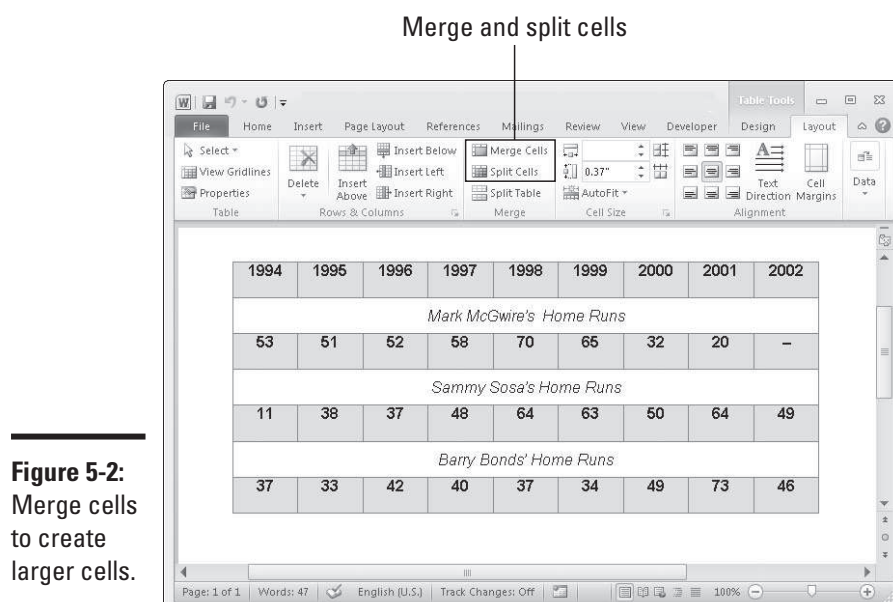 Merge and split cells
Table Tools
File Home Insert Page Layout References Mailings Review View Developer Design Layout
Select
View Gridlines
Properties
Table
Delete
Insert Above
Insert Below
Insert Left
Insert Right
Rows & Columns
Merge Cells
Split Cells
Split Table
Merge
0.37"
AutoFit
Cell Size
Text Direction
Cell Margins
Alignment
Data
1994 1995 1996 1997 1998 1999 2000 2001 2002
Mark McGwire's Home Runs
53 51 52 58 70 65 32 20 –
Sammy Sosa's Home Runs
11 38 37 48 64 63 50 64 49
Barry Bonds' Home Runs
37 33 42 40 37 34 49 73 46
Figure 5-2:
Merge cells
to create
larger cells.
Page: 1 of 1 Words: 47 English (U.S.) Track Changes: Off 100%